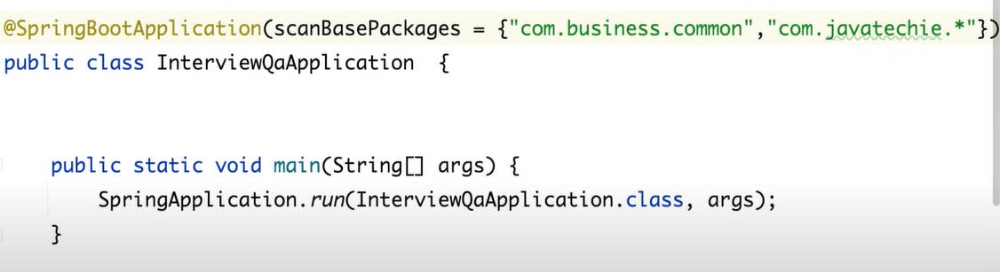 @SpringBootApplication(scanBasePackages = {"com.business.common","com.javatechie.*"})
public class InterviewQaApplication  {
    public static void main(String[] args) {
        SpringApplication.run(InterviewQaApplication.class, args);
    }